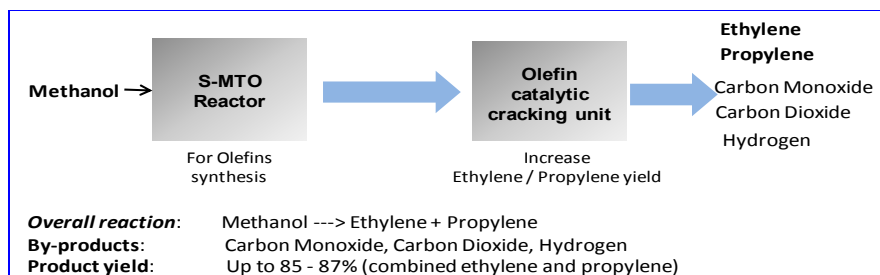 Methanol
S-MTO
Reactor
For Olefins
synthesis
Olefin
catalytic
cracking unit
Increase
Ethylene / Propylene yield
Ethylene
Propylene
Carbon Monoxide
Carbon Dioxide
Hydrogen
Overall reaction: Methanol ---> Ethylene + Propylene
By-products: Carbon Monoxide, Carbon Dioxide, Hydrogen
Product yield: Up to 85 - 87% (combined ethylene and propylene)